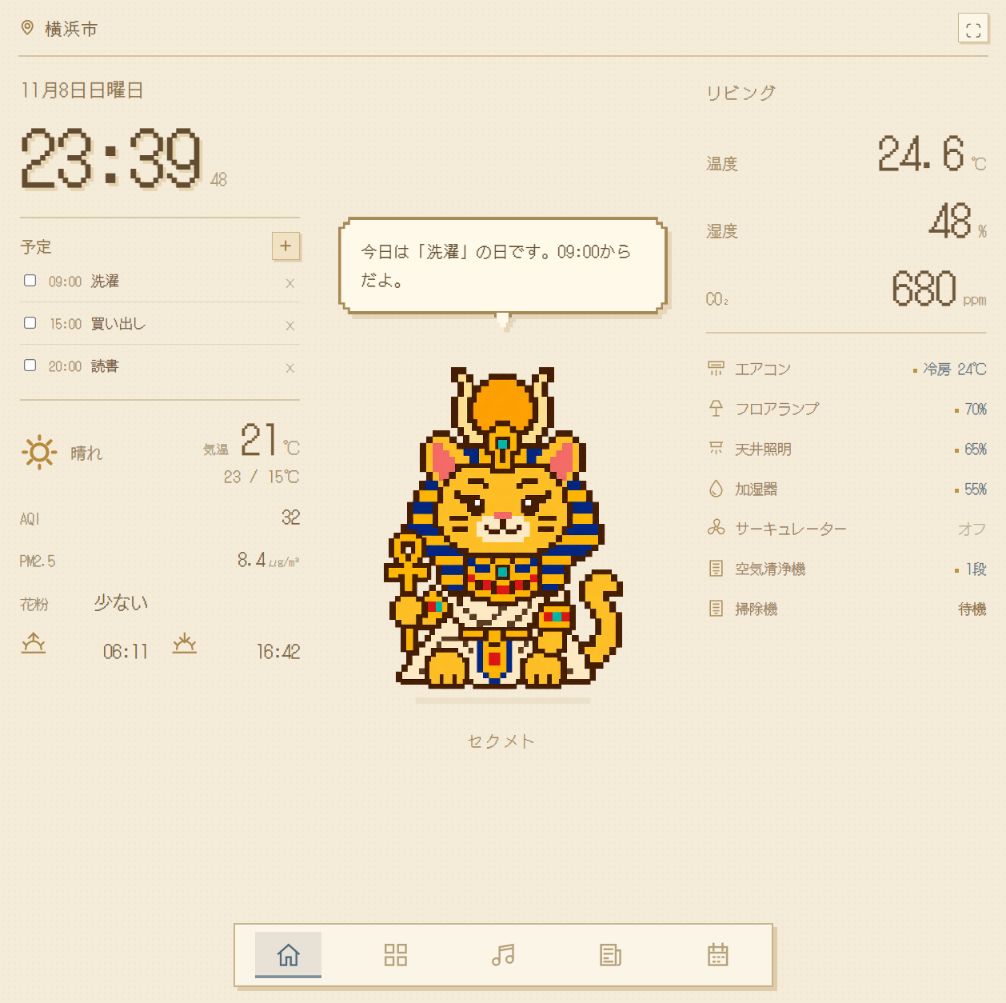 横浜市
11月8日日曜日
23:39 48
予定 +
09:00 洗濯 x
15:00 買い出し x
20:00 読書 x
晴れ 気温 21℃
23 / 15℃
AQI 32
PM2.5 8.4 μg/m³
花粉 少ない
06:11 16:42
今日は「洗濯」の日です。09:00から
だよ。
セクメト
リビング
温度 24.6 ℃
湿度 48 %
CO₂ 680 ppm
エアコン 冷房 24℃
フロアランプ 70%
天井照明 65%
加湿器 55%
サーキュレーター オフ
空気清浄機 1段
掃除機 待機